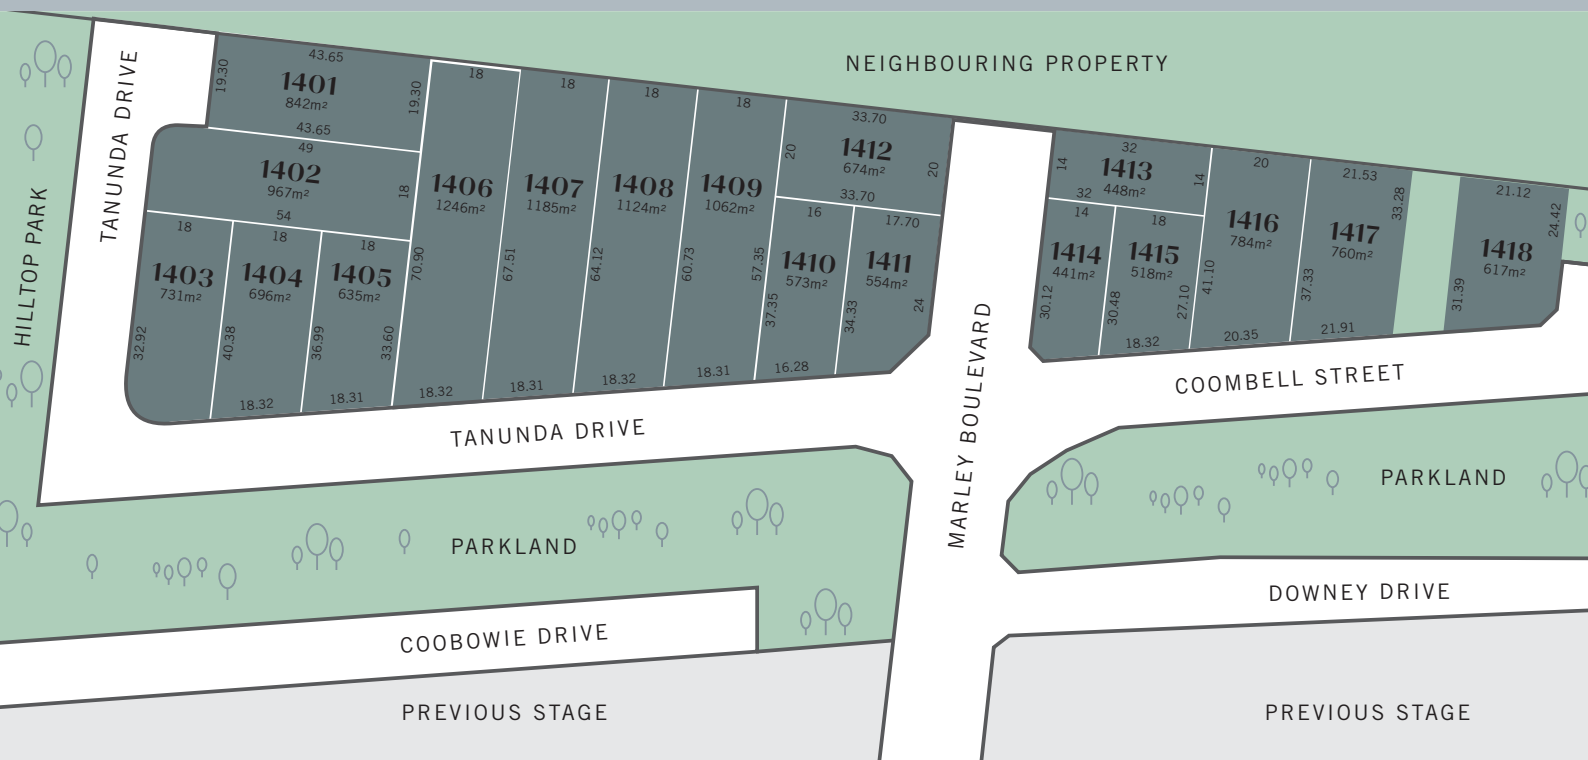 NEIGHBOURING PROPERTY
TANUNDA DRIVE
HILLTOP PARK
43.65
19.30
1401
842m²
19.30
43.65
49
1402
967m²
18
54
18
1403
731m²
32.92
18
1404
696m²
40.38
18.32
18
1405
635m²
36.99
33.60
18.31
18
1406
1246m²
70.90
18.32
18
1407
1185m²
67.51
18.31
18
1408
1124m²
64.12
18.32
18
1409
1062m²
60.73
57.35
18.31
33.70
20
1412
674m²
20
33.70
16
1410
573m²
37.35
16.28
17.70
1411
554m²
34.33
24
32
14
1413
448m²
14
32
14
1414
441m²
30.12
18
1415
518m²
30.48
27.10
18.32
20
1416
784m²
41.10
20.35
21.53
1417
760m²
33.28
37.33
21.91
21.12
24.42
1418
617m²
31.39
TANUNDA DRIVE
MARLEY BOULEVARD
COOMBELL STREET
PARKLAND
PARKLAND
DOWNEY DRIVE
COOBOWIE DRIVE
PREVIOUS STAGE
PREVIOUS STAGE